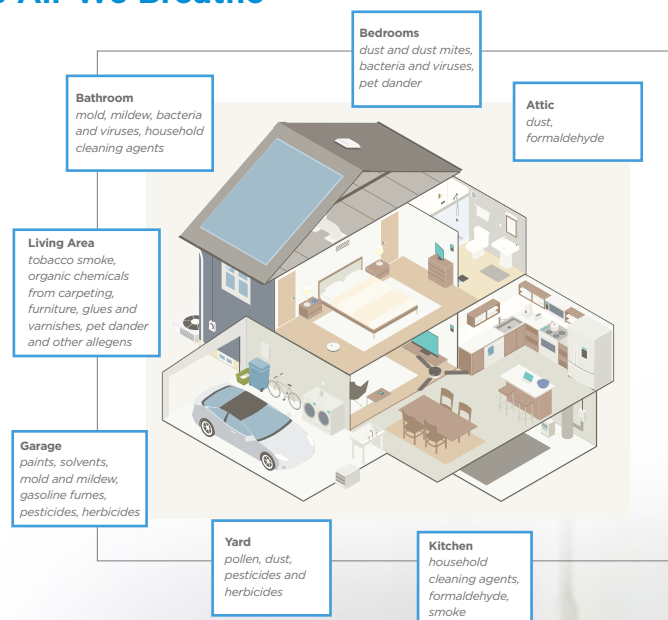 Air We Breathe
Bedrooms
dust and dust mites,
bacteria and viruses,
pet dander
Bathroom
mold, mildew, bacteria
and viruses, household
cleaning agents
Attic
dust,
formaldehyde
Living Area
tobacco smoke,
organic chemicals
from carpeting,
furniture, glues and
varnishes, pet dander
and other allegens
Garage
paints, solvents,
mold and mildew,
gasoline fumes,
pesticides, herbicides
Yard
pollen, dust,
pesticides and
herbicides
Kitchen
household
cleaning agents,
formaldehyde,
smoke